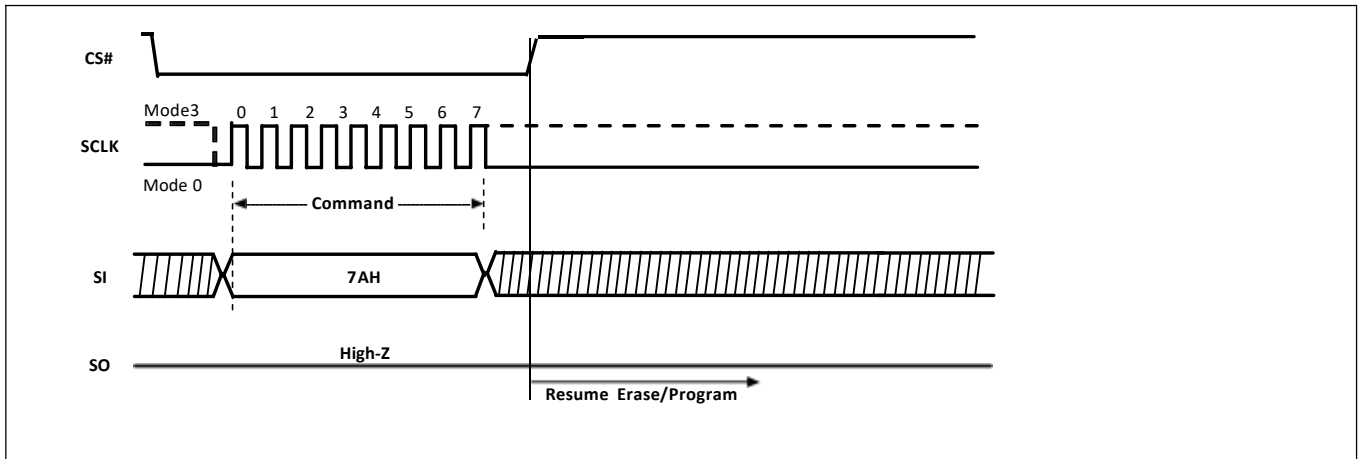 CS#
Mode3
0 1 2 3 4 5 6 7
SCLK
Mode 0
Command
SI
7AH
High-Z
SO
Resume Erase/Program